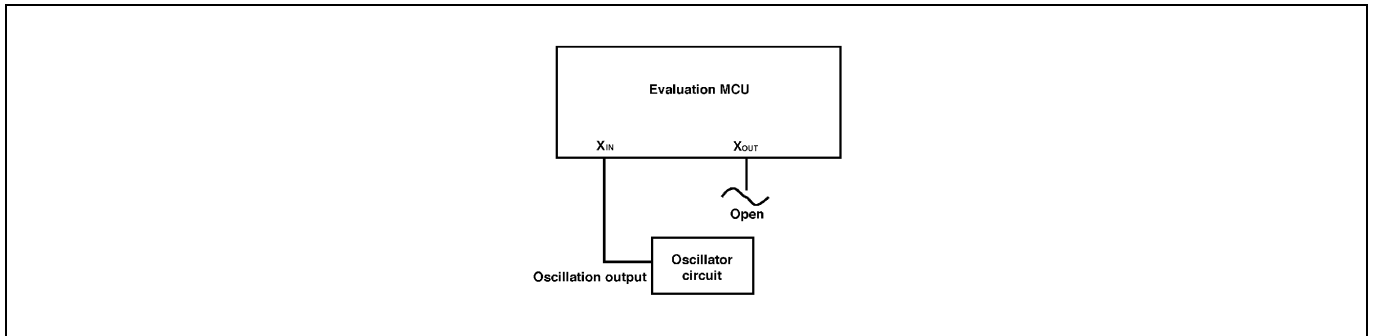 Evaluation MCU
XIN
XOUT
Open
Oscillation output
Oscillator
circuit